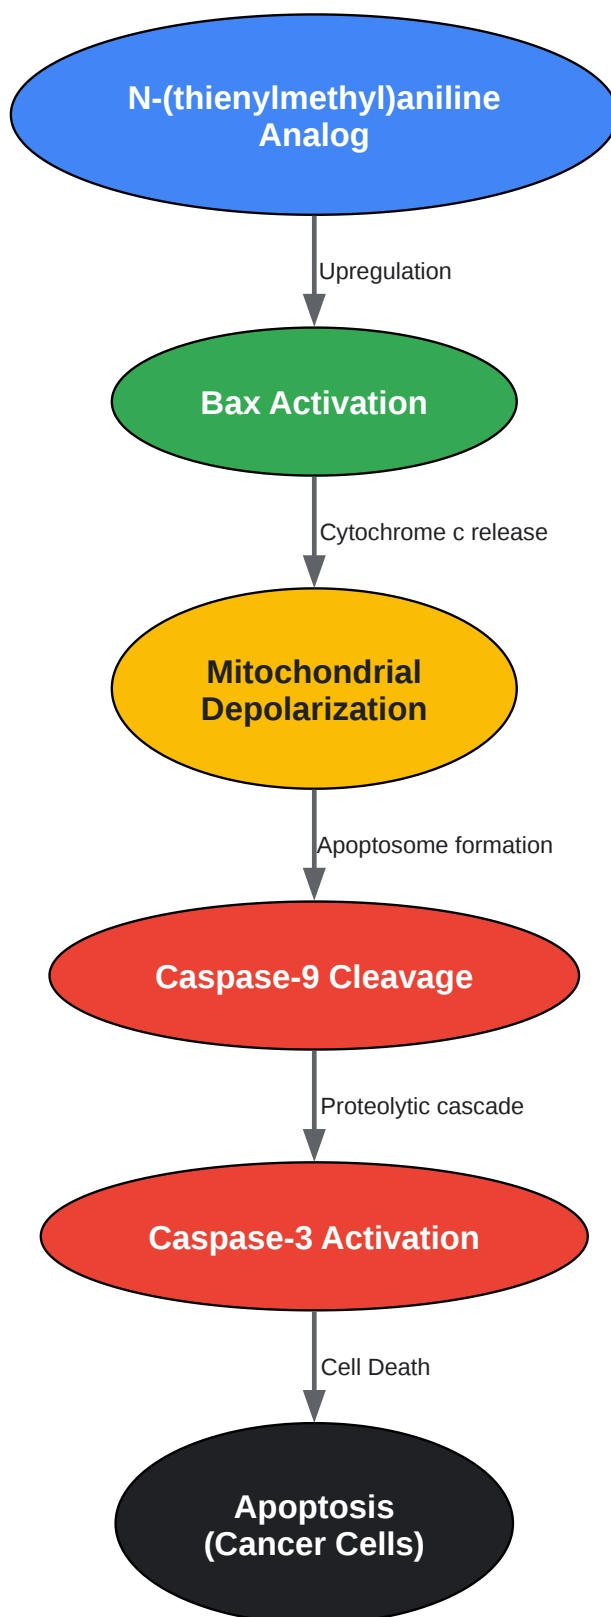 N-(thienylmethyl)aniline
Analog
Upregulation
Bax Activation
Cytochrome c release
Mitochondrial
Depolarization
Apoptosome formation
Caspase-9 Cleavage
Proteolytic cascade
Caspase-3 Activation
Cell Death
Apoptosis
(Cancer Cells)